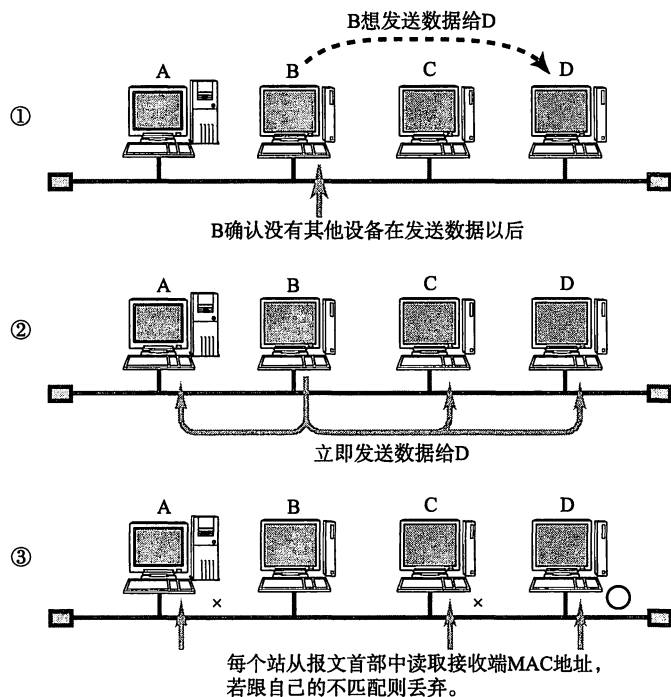 B想发送数据给D
A B C D
①
B确认没有其他设备在发送数据以后
A B C D
②
立即发送数据给D
A B C D
③
× × ○
每个站从报文首部中读取接收端MAC地址，
若跟自己的不匹配则丢弃。